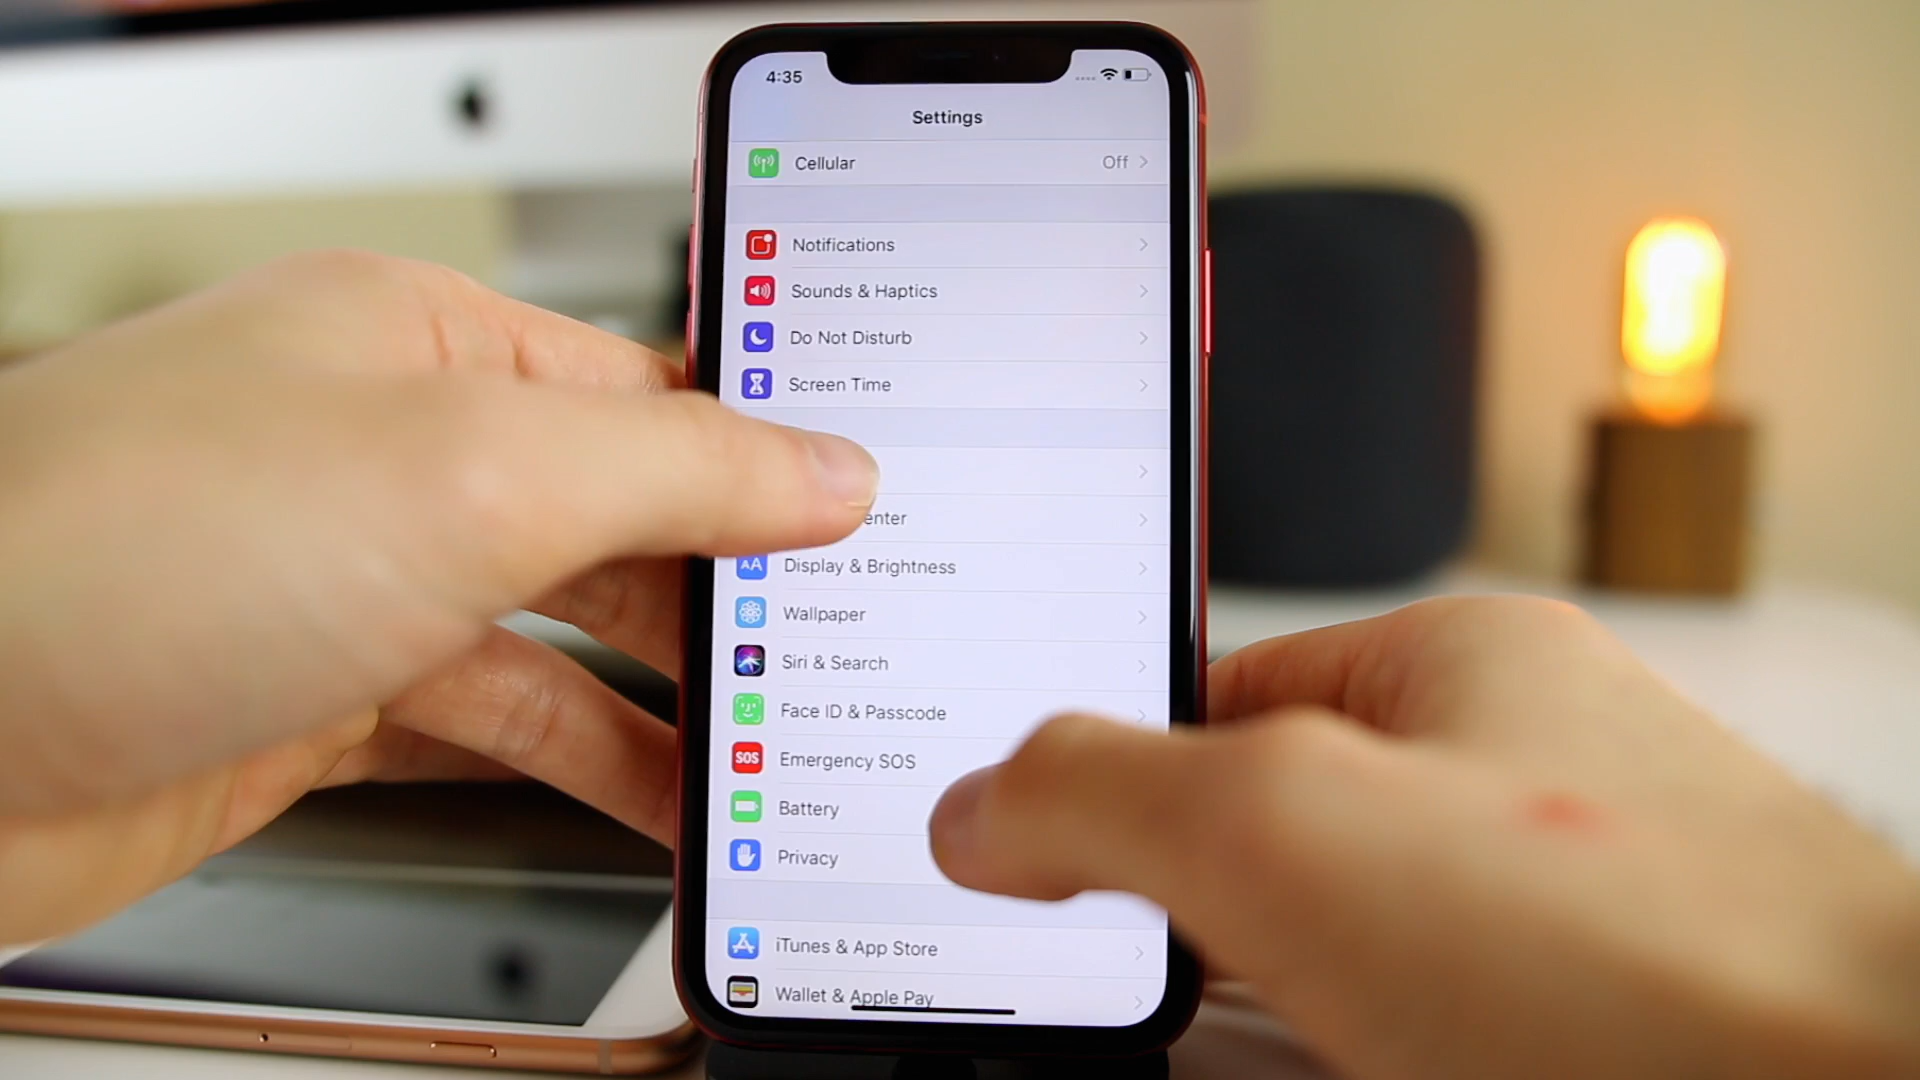 4:35
Settings
Cellular Off
Notifications
Sounds & Haptics
Do Not Disturb
Screen Time
enter
AA Display & Brightness
Wallpaper
Siri & Search
Face ID & Passcode
SOS Emergency SOS
Battery
Privacy
iTunes & App Store
Wallet & Apple Pay